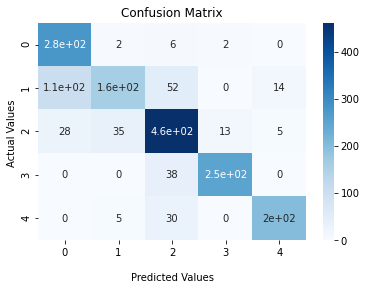 Confusion Matrix
0 2.8e+02 2 6 2 0
1 1.1e+02 1.6e+02 52 0 14
2 28 35 4.6e+02 13 5
3 0 0 38 2.5e+02 0
4 0 5 30 0 2e+02
0 1 2 3 4
Actual Values
Predicted Values
400
300
200
100
0